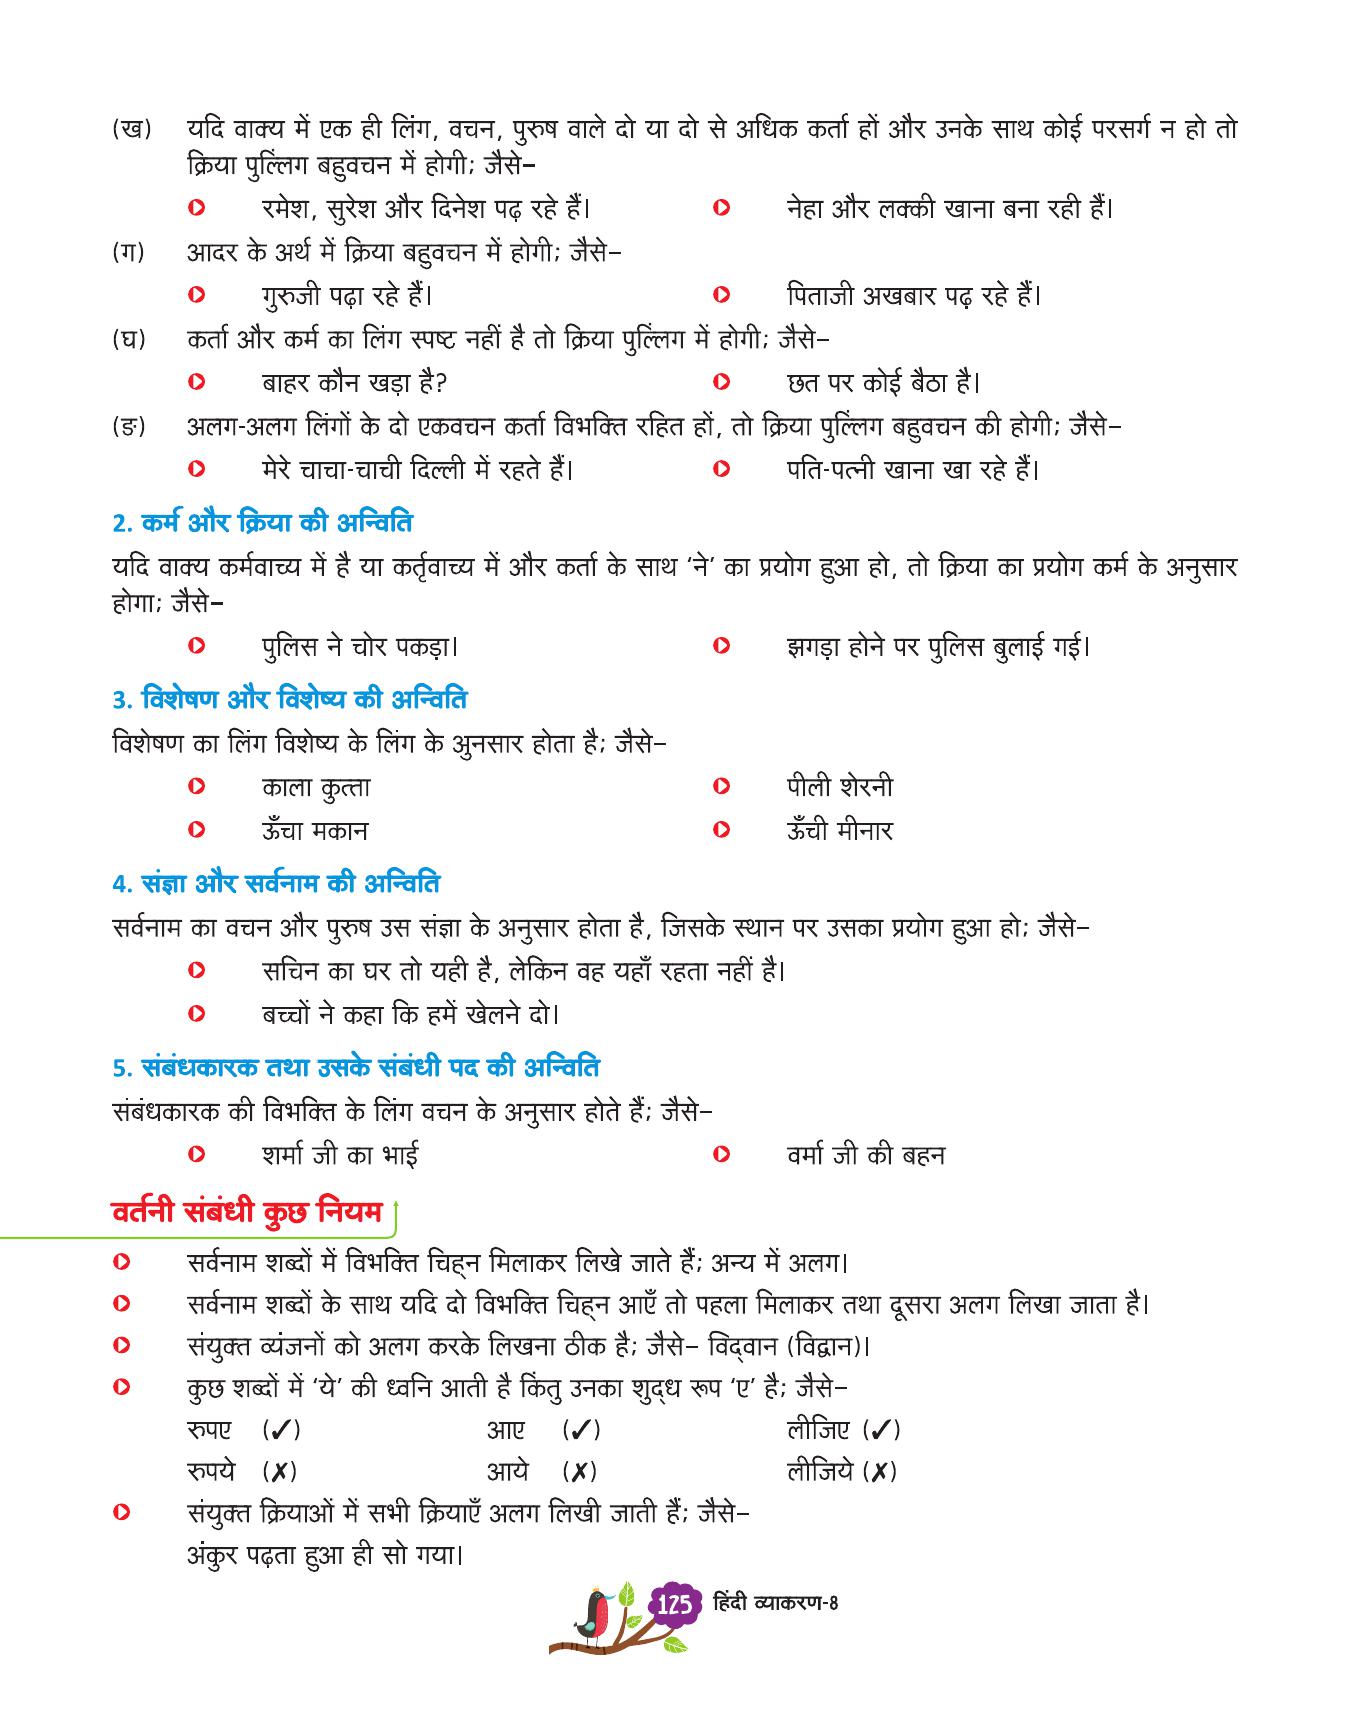 (ख) यदि वाक्य में एक ही लिंग, वचन, पुरुष वाले दो या दो से अधिक कर्ता हों और उनके साथ कोई परसर्ग न हो तो
क्रिया पुल्लिंग बहुवचन में होगी; जैसे–
रमेश, सुरेश और दिनेश पढ़ रहे हैं। नेहा और लक्की खाना बना रही हैं।
(ग) आदर के अर्थ में क्रिया बहुवचन में होगी; जैसे–
गुरुजी पढ़ा रहे हैं। पिताजी अखबार पढ़ रहे हैं।
(घ) कर्ता और कर्म का लिंग स्पष्ट नहीं है तो क्रिया पुल्लिंग में होगी; जैसे–
बाहर कौन खड़ा है? छत पर कोई बैठा है।
(ङ) अलग-अलग लिंगों के दो एकवचन कर्ता विभक्ति रहित हों, तो क्रिया पुल्लिंग बहुवचन की होगी; जैसे–
मेरे चाचा-चाची दिल्ली में रहते हैं। पति-पत्नी खाना खा रहे हैं।
2. कर्म और क्रिया की अन्विति
यदि वाक्य कर्मवाच्य में है या कर्तृवाच्य में और कर्ता के साथ ‘ने’ का प्रयोग हुआ हो, तो क्रिया का प्रयोग कर्म के अनुसार
होगा; जैसे–
पुलिस ने चोर पकड़ा। झगड़ा होने पर पुलिस बुलाई गई।
3. विशेषण और विशेष्य की अन्विति
विशेषण का लिंग विशेष्य के लिंग के अुनसार होता है; जैसे–
काला कुत्ता पीली शेरनी
ऊँचा मकान ऊँची मीनार
4. संज्ञा और सर्वनाम की अन्विति
सर्वनाम का वचन और पुरुष उस संज्ञा के अनुसार होता है, जिसके स्थान पर उसका प्रयोग हुआ हो; जैसे–
सचिन का घर तो यही है, लेकिन वह यहाँ रहता नहीं है।
बच्चों ने कहा कि हमें खेलने दो।
5. संबंधकारक तथा उसके संबंधी पद की अन्विति
संबंधकारक की विभक्ति के लिंग वचन के अनुसार होते हैं; जैसे–
शर्मा जी का भाई वर्मा जी की बहन
वर्तनी संबंधी कुछ नियम
सर्वनाम शब्दों में विभक्ति चिह्‌न मिलाकर लिखे जाते हैं; अन्य में अलग।
सर्वनाम शब्दों के साथ यदि दो विभक्ति चिह्‌न आएँ तो पहला मिलाकर तथा दूसरा अलग लिखा जाता है।
संयुक्त व्यंजनों को अलग करके लिखना ठीक है; जैसे– विद्‌वान (विद्वान)।
कुछ शब्दों में ‘ये’ की ध्वनि आती है किंतु उनका शुद्‌ध रूप ‘ए’ है; जैसे–
रुपए (✓) आए (✓) लीजिए (✓)
रुपये (✗) आये (✗) लीजिये (✗)
संयुक्त क्रियाओं में सभी क्रियाएँ अलग लिखी जाती हैं; जैसे–
अंकुर पढ़ता हुआ ही सो गया।
125 हिंदी व्याकरण-8